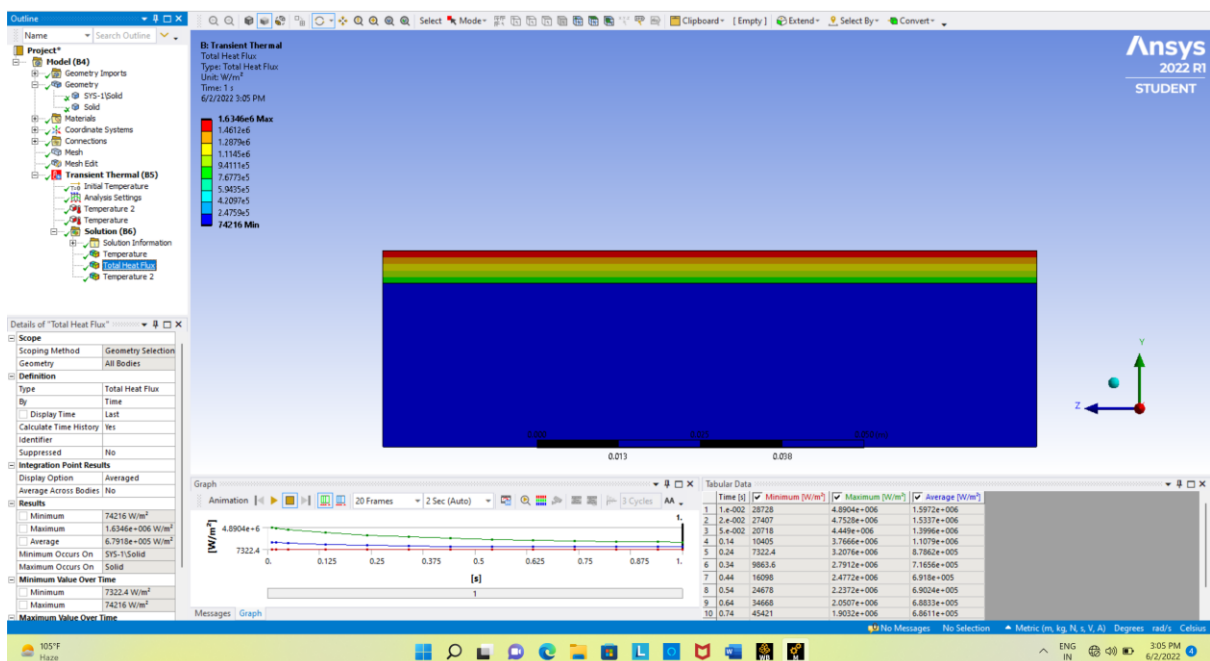 Outline
Name
Search Outline
Project*
Model (B4)
Geometry Imports
Geometry
SYS-1\Solid
Solid
Materials
Coordinate Systems
Connections
Mesh
Mesh Edit
Transient Thermal (B5)
Initial Temperature
Analysis Settings
Temperature 2
Temperature
Solution (B6)
Solution Information
Temperature
Total Heat Flux
Temperature 2
Details of "Total Heat Flux"
Scope
Scoping Method Geometry Selection
Geometry All Bodies
Definition
Type Total Heat Flux
By Time
Display Time Last
Calculate Time History Yes
Identifier
Suppressed No
Integration Point Results
Display Option Averaged
Average Across Bodies No
Results
Minimum 74216 W/m²
Maximum 1.6346e+006 W/m²
Average 6.7918e+005 W/m²
Minimum Occurs On SYS-1\Solid
Maximum Occurs On Solid
Minimum Value Over Time
Minimum 7322.4 W/m²
Maximum 74216 W/m²
Maximum Value Over Time
Select Mode Clipboard [ Empty ] Extend Select By Convert
B: Transient Thermal
Total Heat Flux
Type: Total Heat Flux
Unit: W/m²
Time: 1 s
6/2/2022 3:05 PM
1.6346e6 Max
1.4612e6
1.2879e6
1.1145e6
9.4111e5
7.6773e5
5.9435e5
4.2097e5
2.4759e5
74216 Min
Ansys
2022 R1
STUDENT
Y
Z
0.013
0.038
Graph
Animation 20 Frames 2 Sec (Auto) 3 Cycles AA
[W/m²]
4.8904e+6
7322.4
1.
0. 0.125 0.25 0.375 0.5 0.625 0.75 0.875 1.
[s]
1
Messages Graph
Tabular Data
Time [s] Minimum [W/m²] Maximum [W/m²] Average [W/m²]
1 1.e-002 28728 4.8904e+006 1.5972e+006
2 2.e-002 27407 4.7528e+006 1.5337e+006
3 5.e-002 20718 4.449e+006 1.3996e+006
4 0.14 10405 3.7666e+006 1.1079e+006
5 0.24 7322.4 3.2076e+006 8.7862e+005
6 0.34 9863.6 2.7912e+006 7.1656e+005
7 0.44 16098 2.4772e+006 6.918e+005
8 0.54 24678 2.2372e+006 6.9024e+005
9 0.64 34668 2.0507e+006 6.8833e+005
10 0.74 45421 1.9032e+006 6.8611e+005
No Messages No Selection Metric (m, kg, N, s, V, A) Degrees rad/s Celsius
105°F
Haze
ENG
IN
3:05 PM
6/2/2022
4